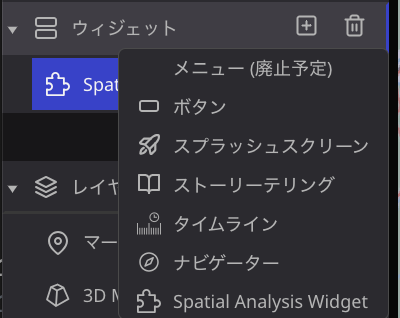 ウィジェット
メニュー (廃止予定)
ボタン
スプラッシュスクリーン
ストーリーテリング
タイムライン
ナビゲーター
Spatial Analysis Widget
Spat
レイヤ
マー
3D M